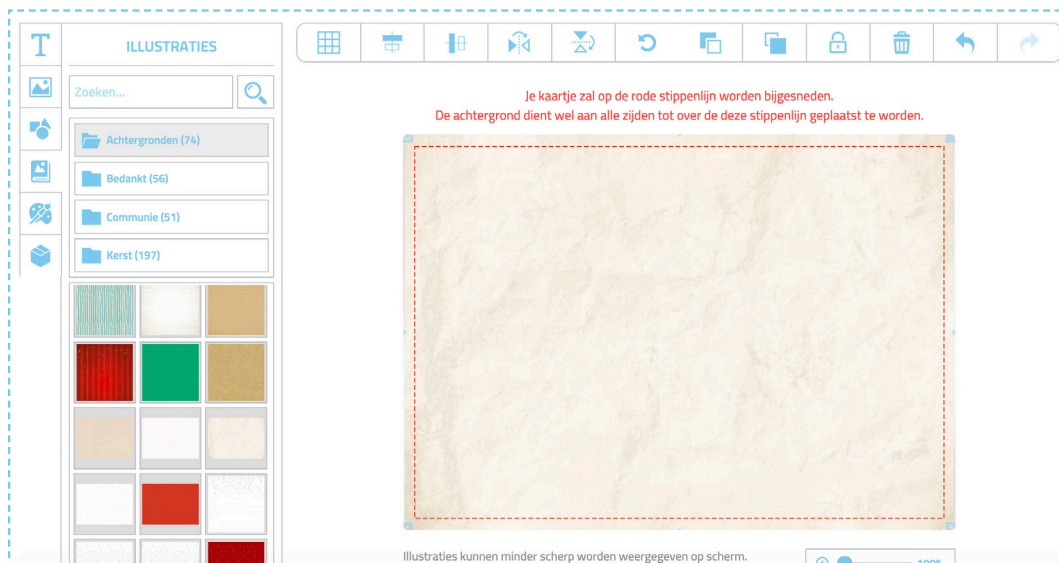 T
ILLUSTRATIES
Zoeken...
Achtergronden (74)
Bedankt (56)
Communie (51)
Kerst (197)
Je kaartje zal op de rode stippenlijn worden bijgesneden.
De achtergrond dient wel aan alle zijden tot over de deze stippenlijn geplaatst te worden.
Illustraties kunnen minder scherp worden weergegeven op scherm.
100%